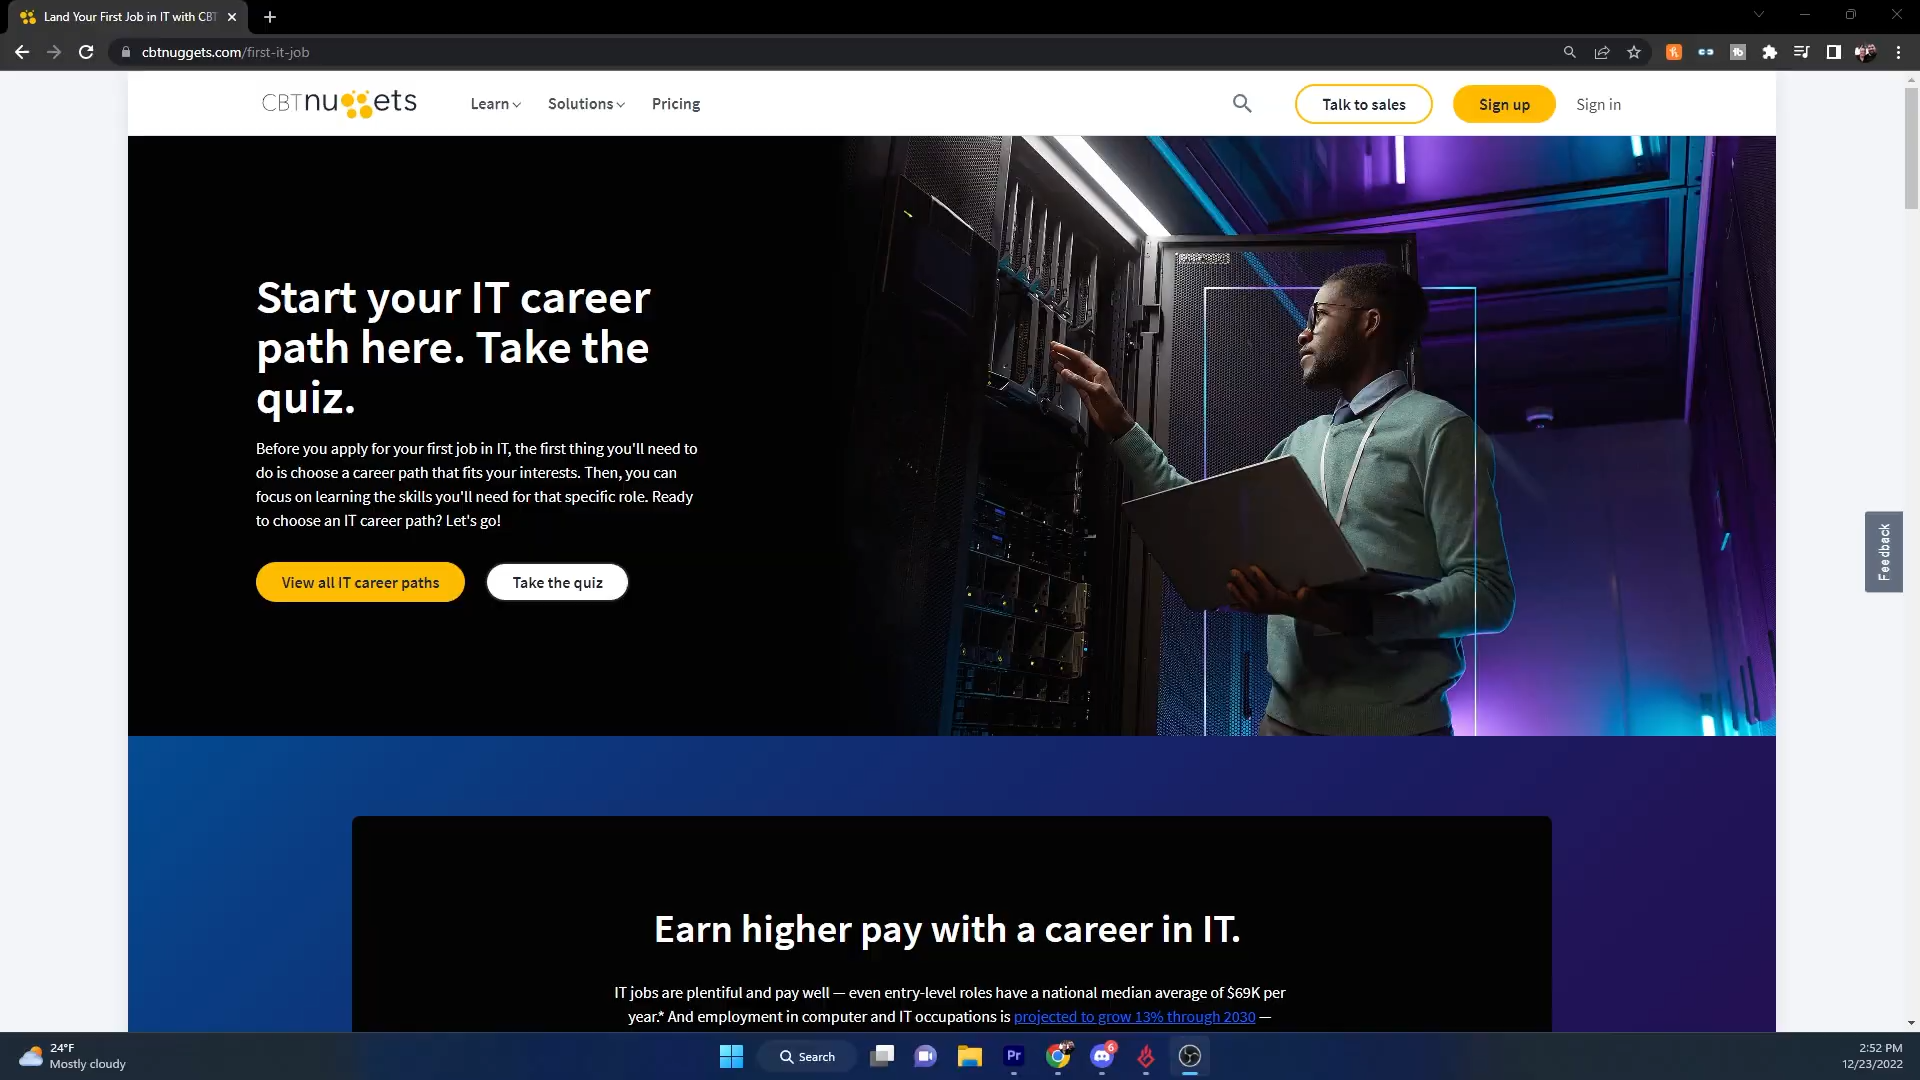 Land Your First Job in IT with CBT
cbtnuggets.com/first-it-job
CBTnuggets
Learn
Solutions
Pricing
Talk to sales
Sign up
Sign in
Start your IT career
path here. Take the
quiz.
Before you apply for your first job in IT, the first thing you'll need to
do is choose a career path that fits your interests. Then, you can
focus on learning the skills you'll need for that specific role. Ready
to choose an IT career path? Let's go!
View all IT career paths
Take the quiz
Feedback
Earn higher pay with a career in IT.
IT jobs are plentiful and pay well — even entry-level roles have a national median average of $69K per
year.* And employment in computer and IT occupations is projected to grow 13% through 2030 —
24°F
Mostly cloudy
Search
Pr
6
2:52 PM
12/23/2022